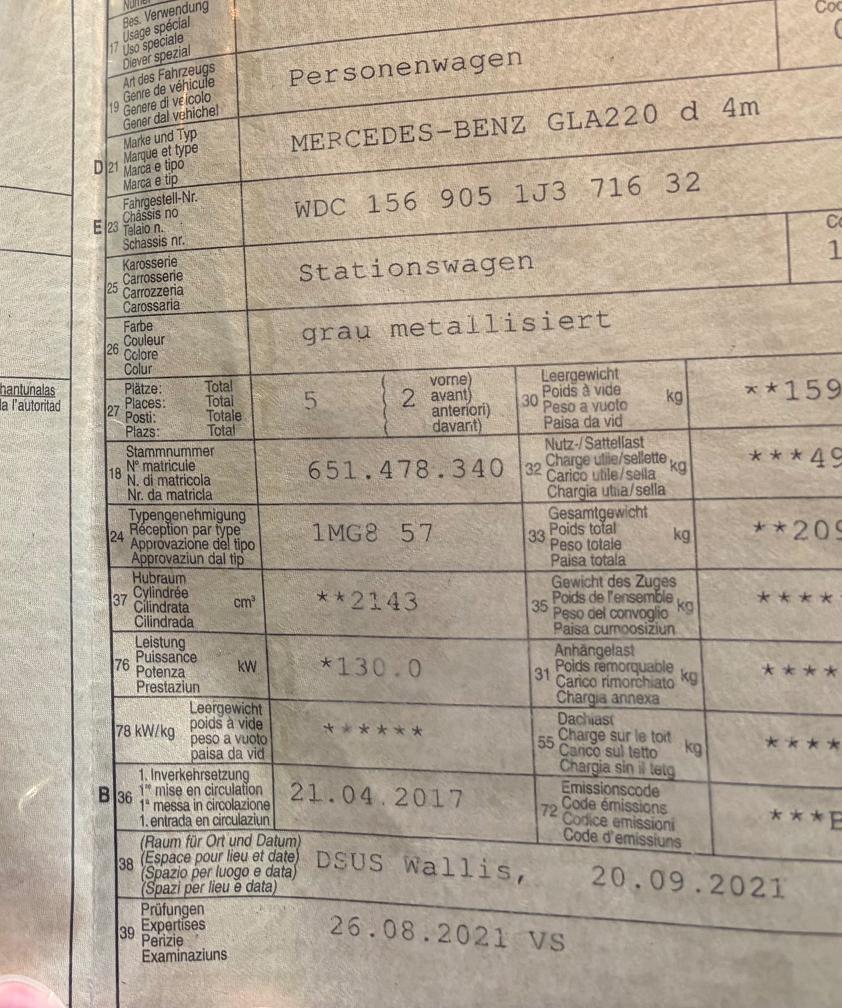 Bes. Verwendung
17 Usage spécial
Uso speciale
Diever spezial
Art des Fahrzeugs
19 Genre de véhicule
Genere di veicolo
Gener dal vehichel
Personenwagen
Marke und Typ
D 21 Marque et type
Marca e tipo
Marca e tip
MERCEDES-BENZ GLA220 d 4m
Fahrgestell-Nr.
E 23 Châssis no
Telaio n.
Schassis nr.
WDC 156 905 1J3 716 32
Karosserie
25 Carrosserie
Carrozzeria
Carossaria
Stationswagen
Farbe
26 Couleur
Colore
Colur
grau metallisiert
hantunalas
la l'autoritad
Plätze: Total
27 Places: Total
Posti: Totale
Plazs: Total
5 ( 2 vorne)
avant)
anteriori)
davant)
Leergewicht
30 Poids à vide kg
Peso a vuoto
Paisa da vid
**159
Stammnummer
18 N° matricule
N. di matricola
Nr. da matricla
651.478.340
Nutz-/Sattellast
32 Charge utile/sellette kg
Carico utile/sella
Chargia utila/sella
***49
Typengenehmigung
24 Réception par type
Approvazione del tipo
Approvaziun dal tip
1MG8 57
Gesamtgewicht
33 Poids total kg
Peso totale
Paisa totala
**209
Hubraum
37 Cylindrée cm³
Cilindrata
Cilindrada
**2143
Gewicht des Zuges
35 Poids de l'ensemble kg
Peso del convoglio
Paisa cumposiziun
****
Leistung
76 Puissance kW
Potenza
Prestaziun
*130.0
Anhängelast
31 Poids remorquable kg
Carico rimorchiato
Chargia annexa
****
Leergewicht
78 kW/kg poids à vide
peso a vuoto
paisa da vid
******
Dachlast
55 Charge sur le toit kg
Carico sul tetto
Chargia sin il tetg
****
1. Inverkehrsetzung
B 36 1re mise en circulation
1a messa in circolazione
1. entrada en circulaziun
21.04.2017
Emissionscode
72 Code émissions
Codice emissioni
Code d'emissiuns
***
(Raum für Ort und Datum)
38 (Espace pour lieu et date)
(Spazio per luogo e data)
(Spazi per lieu e data)
DSUS Wallis, 20.09.2021
Prüfungen
39 Expertises
Perizie
Examinaziuns
26.08.2021 VS